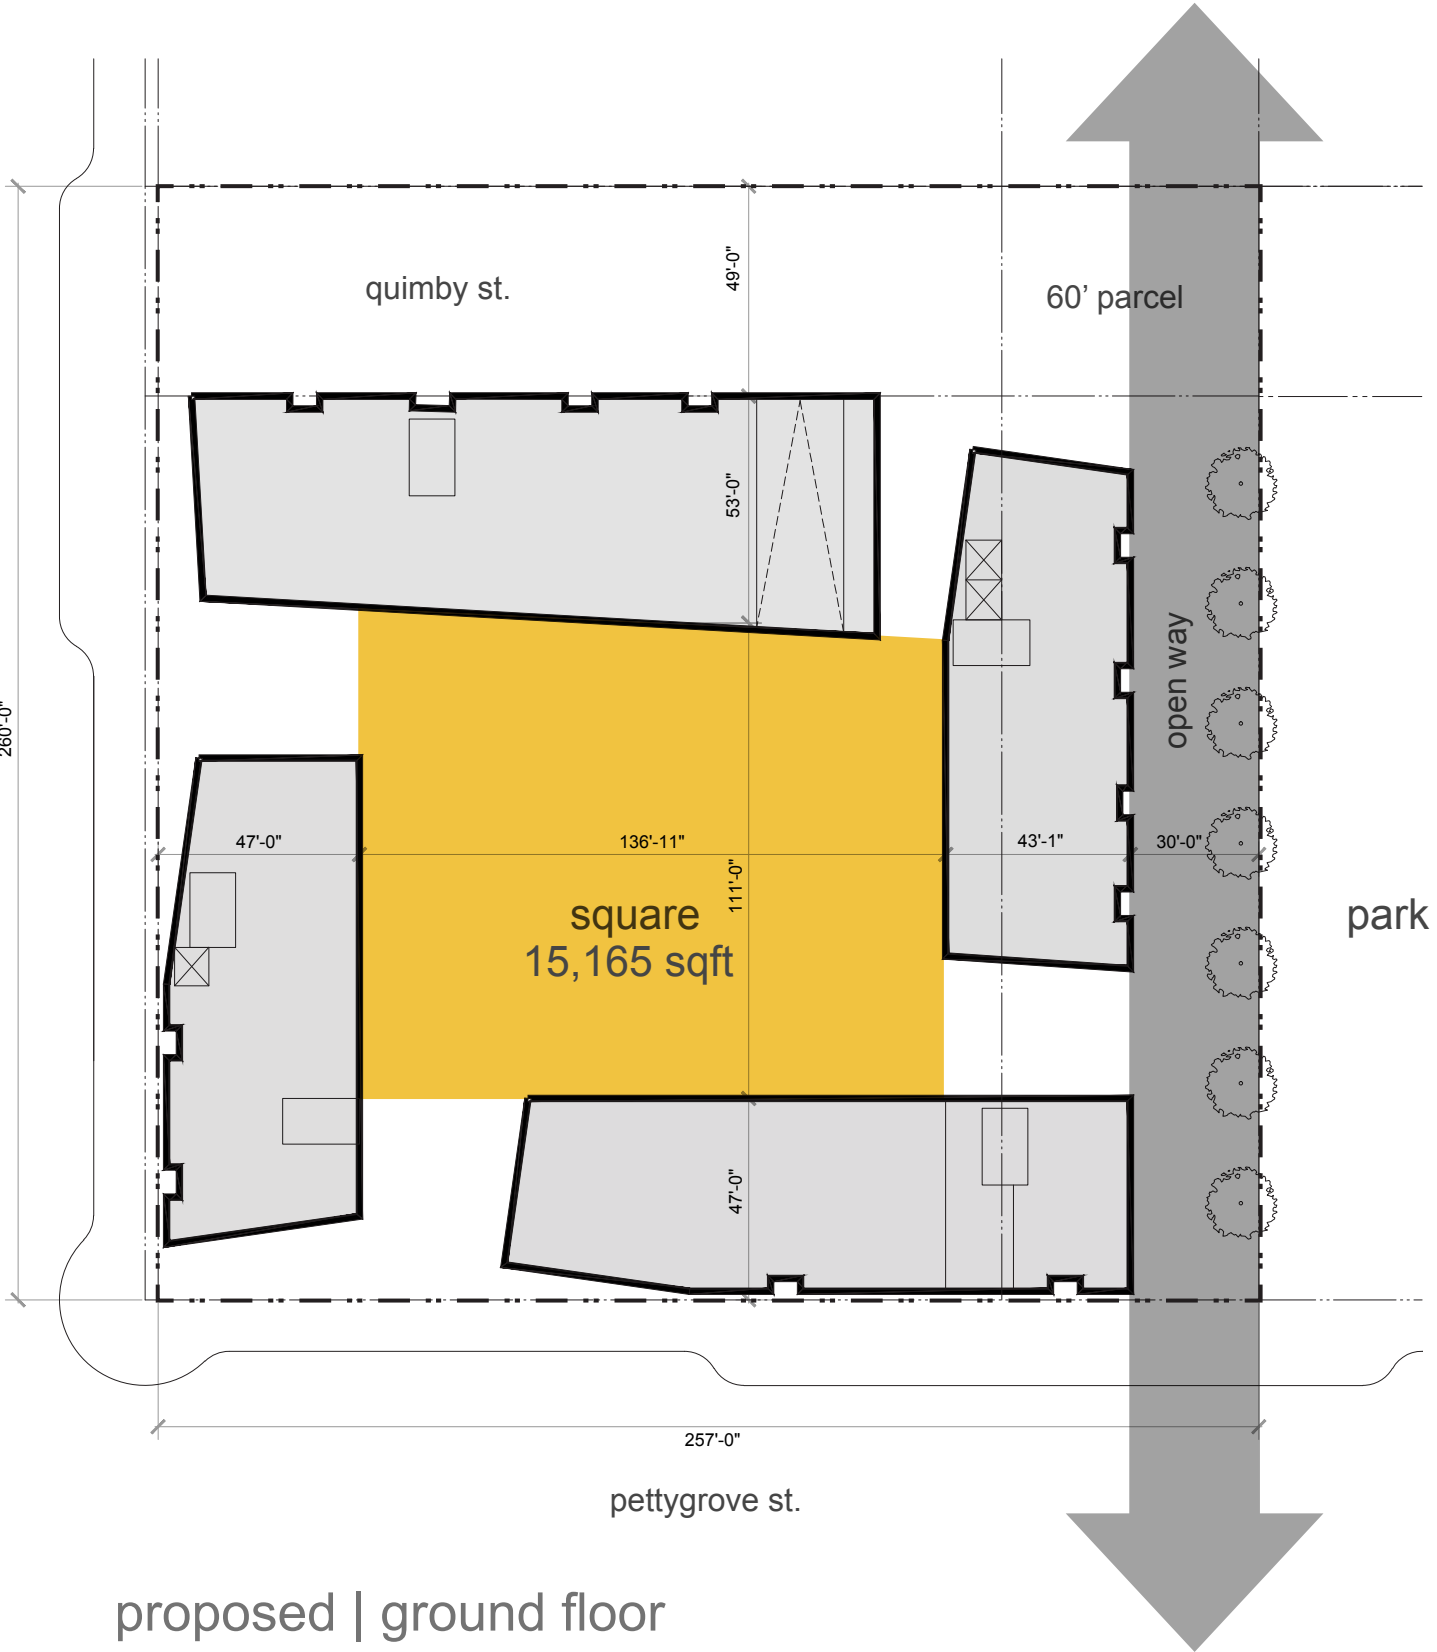 quimby st.
49'-0"
60' parcel
53'-0"
open way
260'-0"
47'-0"
136'-11"
43'-1"
30'-0"
111'-0"
square
15,165 sqft
park
47'-0"
257'-0"
pettygrove st.
proposed | ground floor